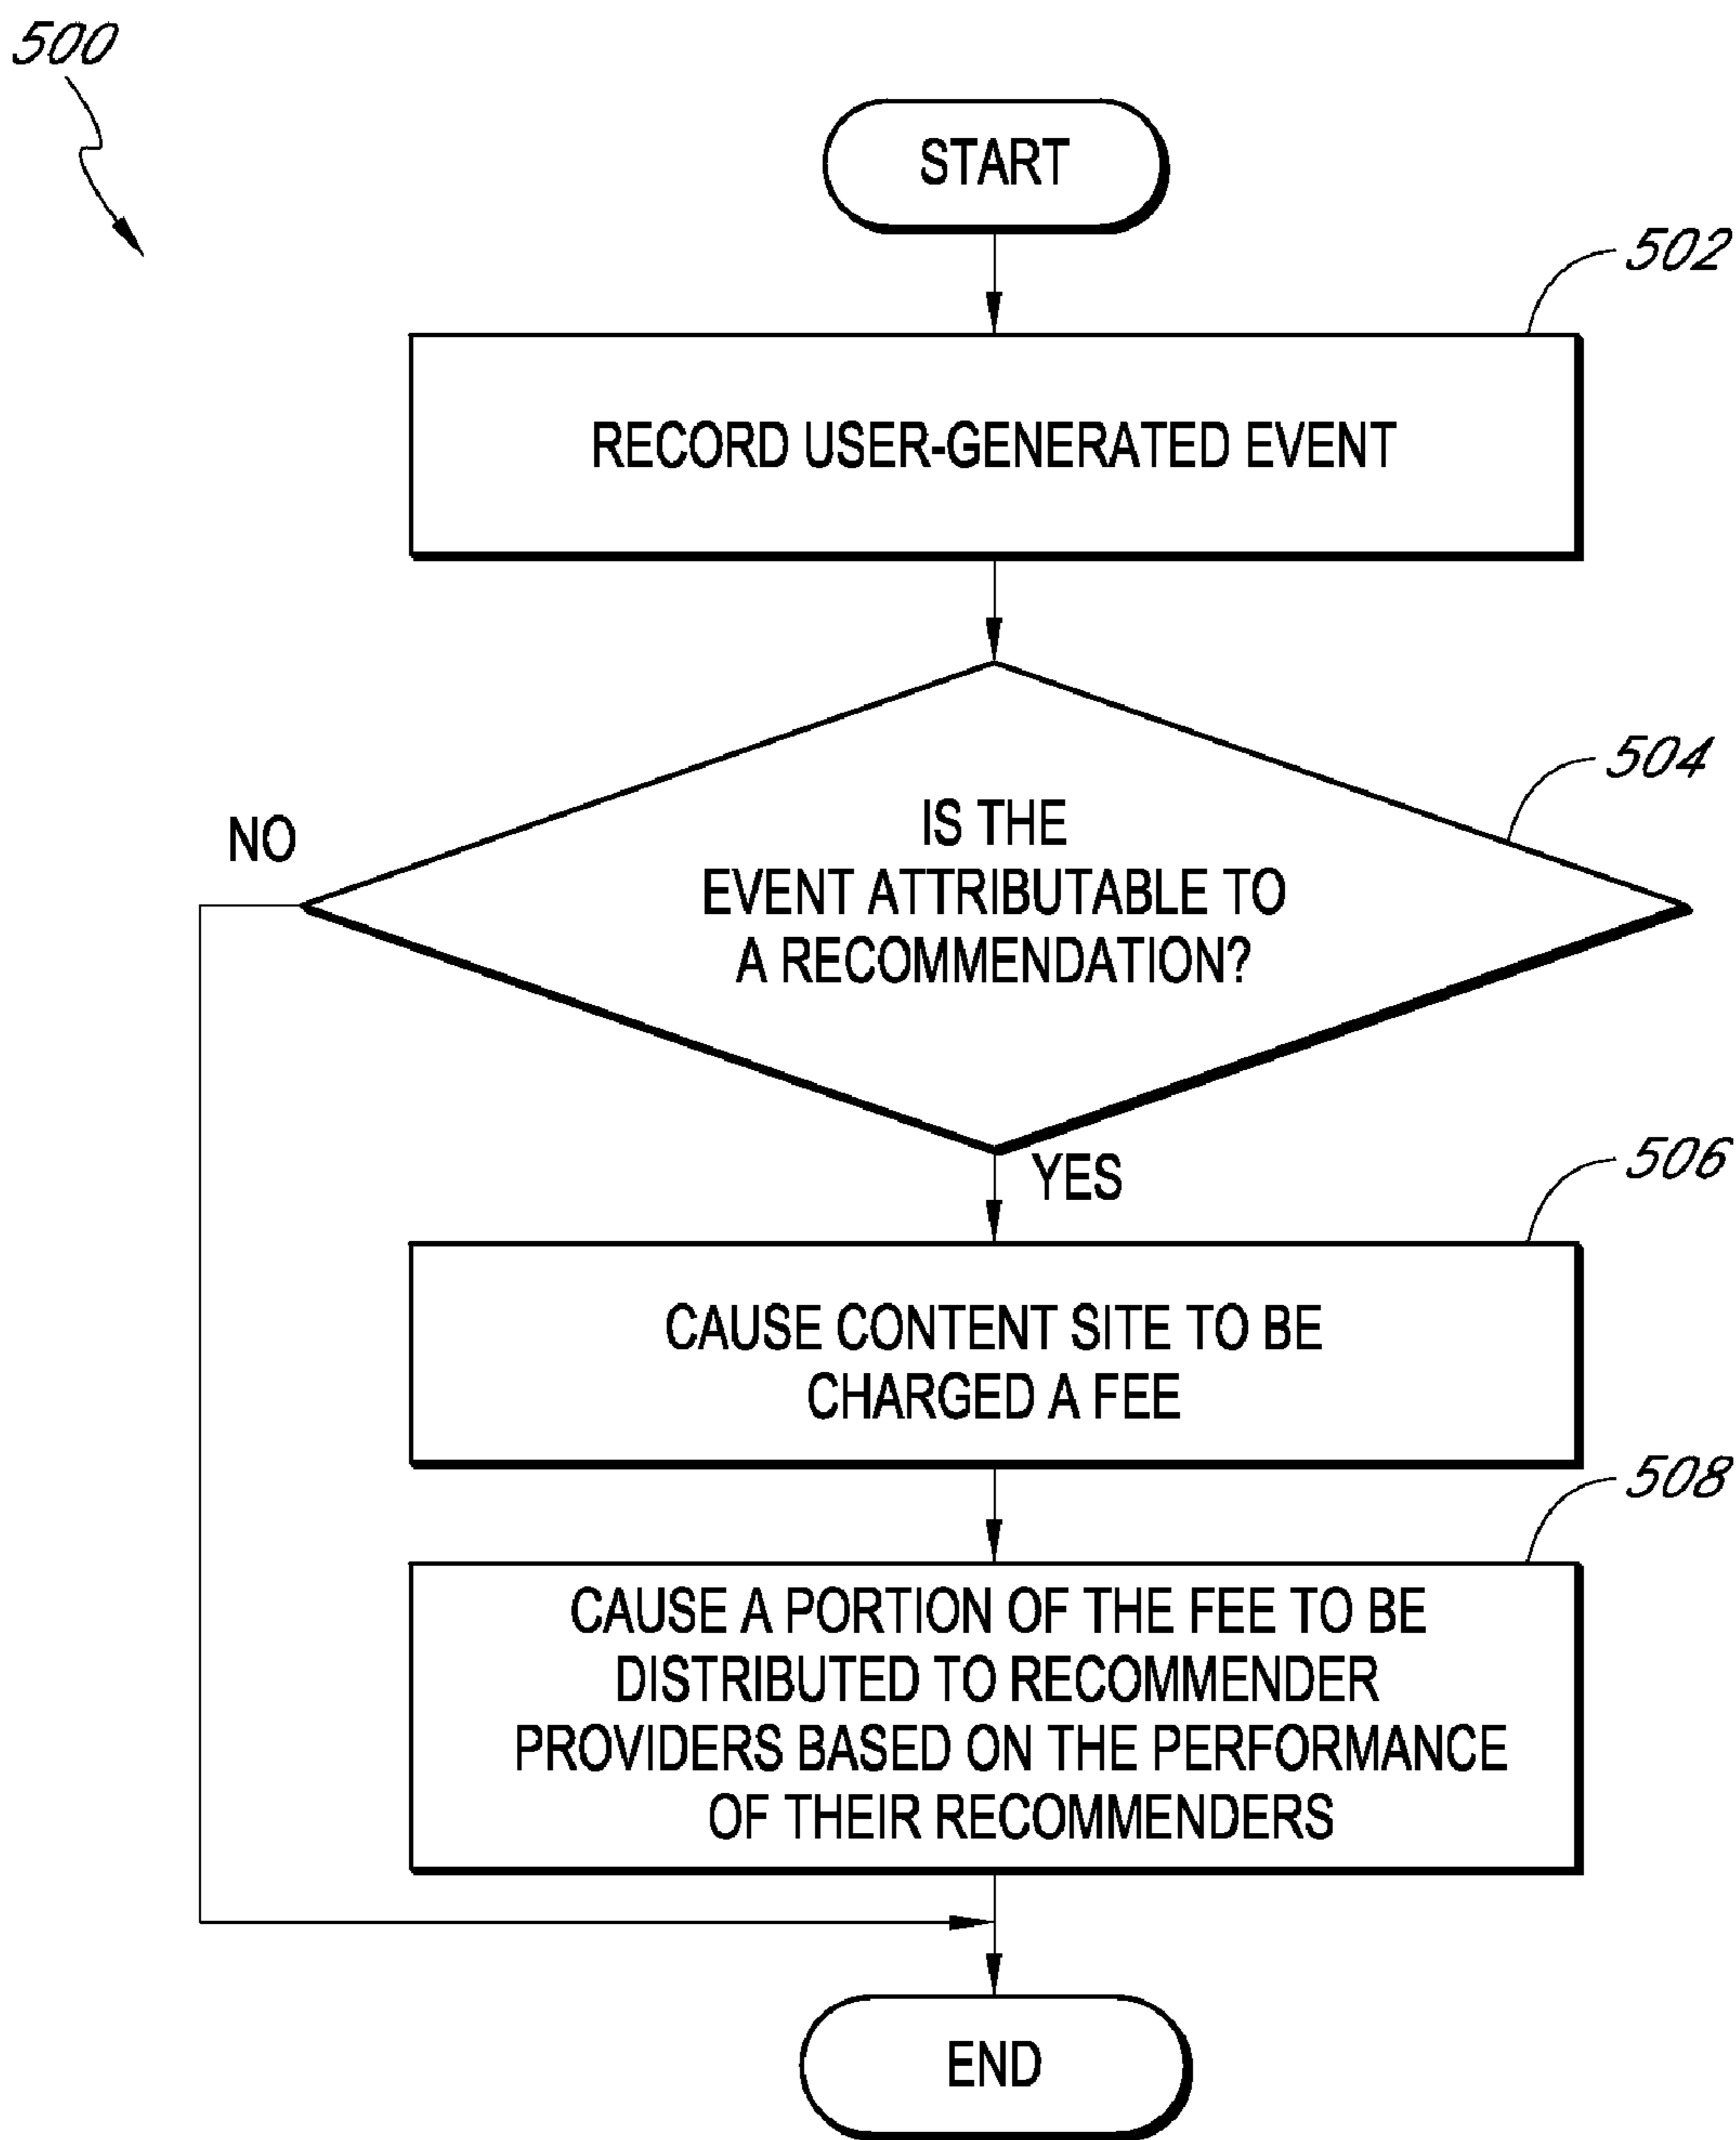 500
START
502
RECORD USER-GENERATED EVENT
504
IS THE
EVENT ATTRIBUTABLE TO
A RECOMMENDATION?
NO
YES
506
CAUSE CONTENT SITE TO BE
CHARGED A FEE
508
CAUSE A PORTION OF THE FEE TO BE
DISTRIBUTED TO RECOMMENDER
PROVIDERS BASED ON THE PERFORMANCE
OF THEIR RECOMMENDERS
END